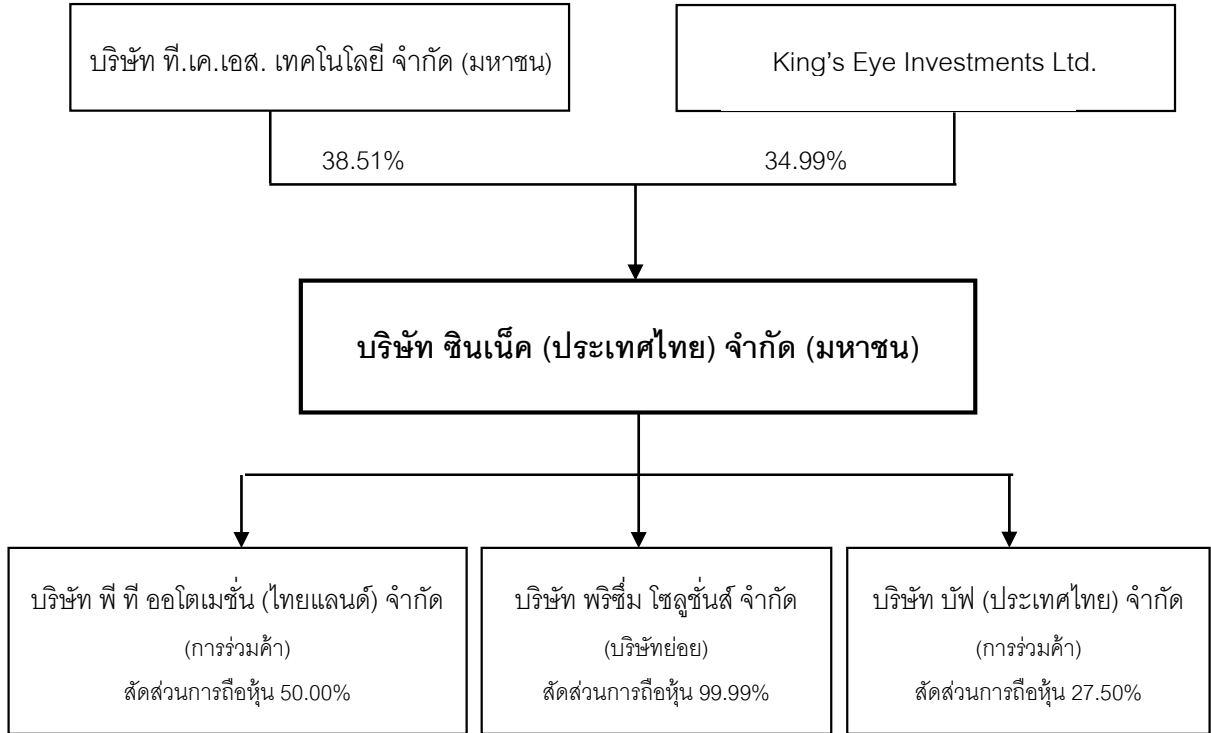 บริษัท ที.เค.เอส. เทคโนโลยี จำกัด (มหาชน)
King's Eye Investments Ltd.
38.51%
34.99%
บริษัท ซินเน็ค (ประเทศไทย) จำกัด (มหาชน)
บริษัท พี ที ออโตเมชั่น (ไทยแลนด์) จำกัด
(การร่วมค้า)
สัดส่วนการถือหุ้น 50.00%
บริษัท พริซึ่ม โซลูชั่นส์ จำกัด
(บริษัทย่อย)
สัดส่วนการถือหุ้น 99.99%
บริษัท บัฟ (ประเทศไทย) จำกัด
(การร่วมค้า)
สัดส่วนการถือหุ้น 27.50%